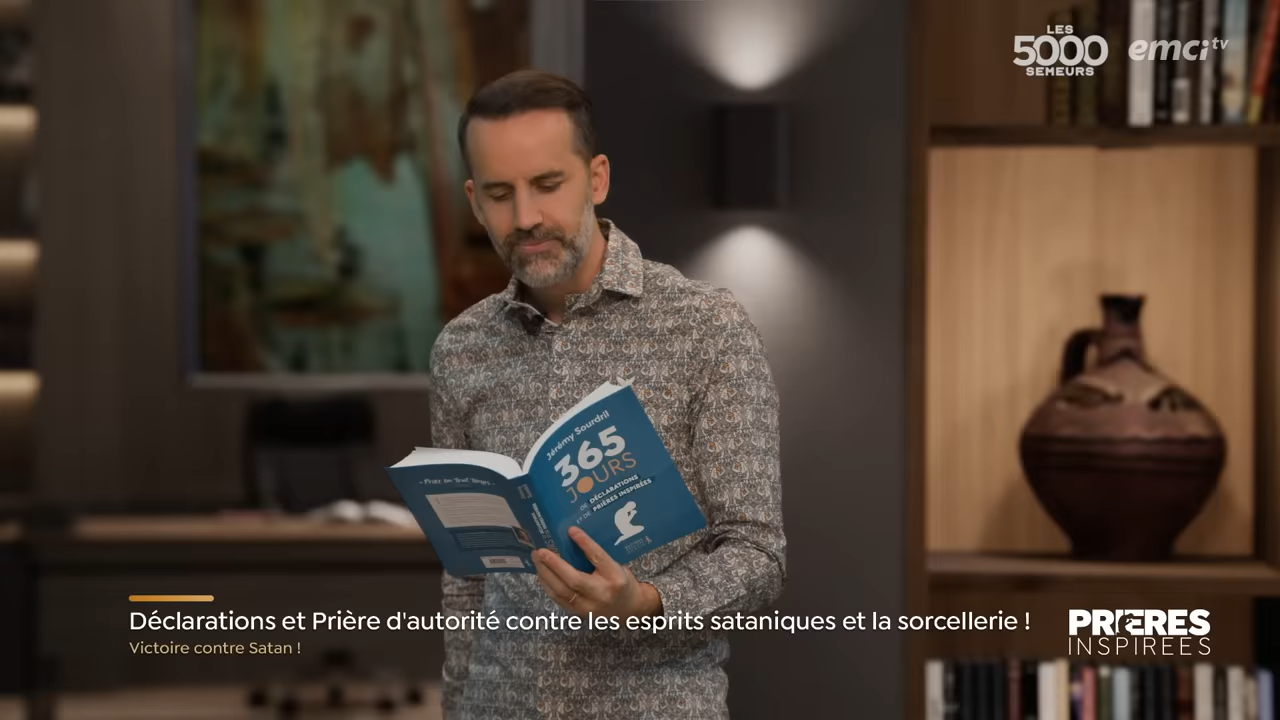 LES
5000
SEMEURS
emci tv
Jérémy Sourdril
365
JOURS
DE DÉCLARATIONS
ET DE PRIÈRES INSPIRÉES
Déclarations et Prière d'autorité contre les esprits sataniques et la sorcellerie !
Victoire contre Satan !
PRIÈRES
INSPIRÉES